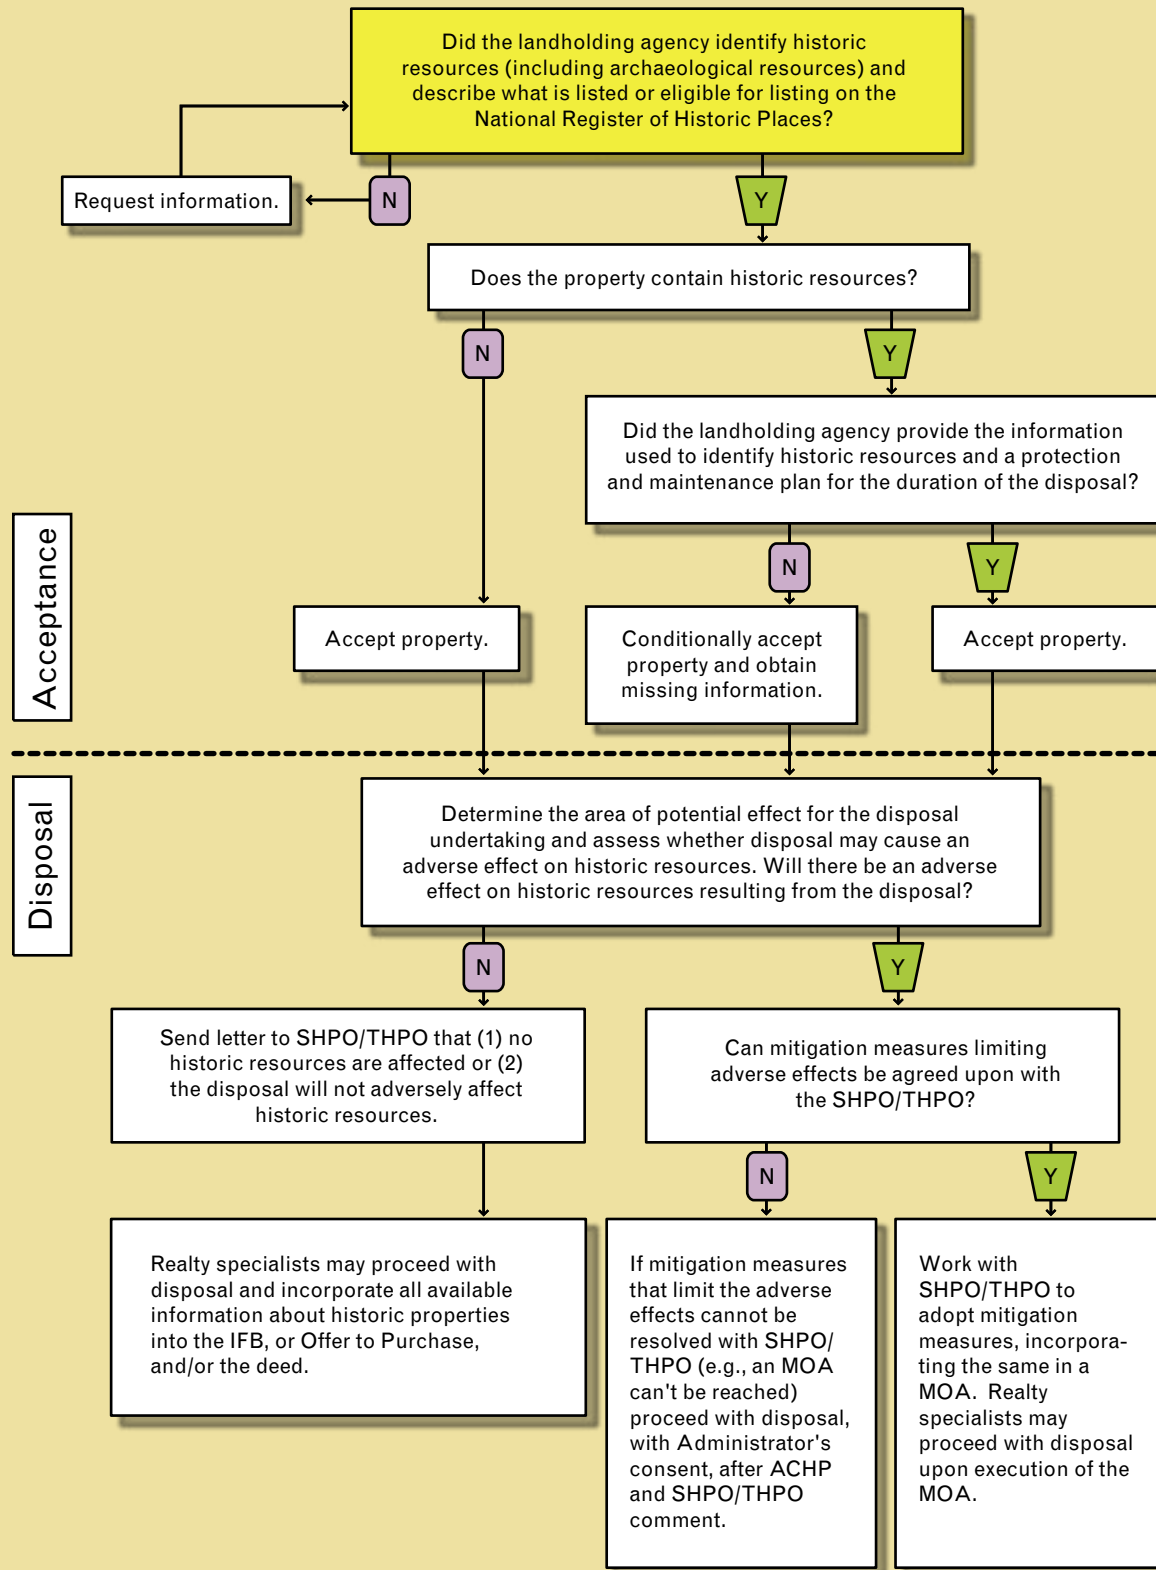 Did the landholding agency identify historic
resources (including archaeological resources) and
describe what is listed or eligible for listing on the
National Register of Historic Places?
N
Y
Request information.
Does the property contain historic resources?
N
Y
Did the landholding agency provide the information
used to identify historic resources and a protection
and maintenance plan for the duration of the disposal?
N
Y
Acceptance
Accept property.
Conditionally accept
property and obtain
missing information.
Accept property.
Disposal
Determine the area of potential effect for the disposal
undertaking and assess whether disposal may cause an
adverse effect on historic resources. Will there be an adverse
effect on historic resources resulting from the disposal?
N
Y
Send letter to SHPO/THPO that (1) no
historic resources are affected or (2)
the disposal will not adversely affect
historic resources.
Can mitigation measures limiting
adverse effects be agreed upon with
the SHPO/THPO?
N
Y
Realty specialists may proceed with
disposal and incorporate all available
information about historic properties
into the IFB, or Offer to Purchase,
and/or the deed.
If mitigation measures
that limit the adverse
effects cannot be
resolved with SHPO/
THPO (e.g., an MOA
can't be reached)
proceed with disposal,
with Administrator's
consent, after ACHP
and SHPO/THPO
comment.
Work with
SHPO/THPO to
adopt mitigation
measures, incorpora-
ting the same in a
MOA.  Realty
specialists may
proceed with disposal
upon execution of the
MOA.